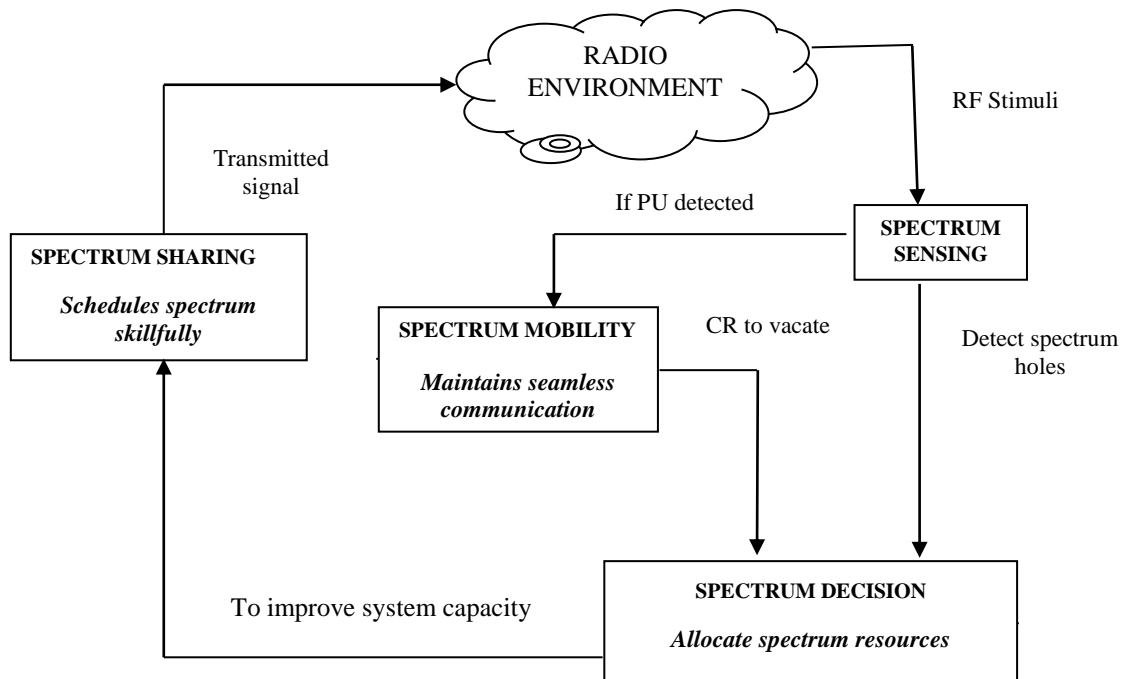 RADIO
ENVIRONMENT
RF Stimuli
Transmitted
signal
If PU detected
SPECTRUM
SENSING
SPECTRUM SHARING
Schedules spectrum
skillfully
SPECTRUM MOBILITY
Maintains seamless
communication
CR to vacate
Detect spectrum
holes
SPECTRUM DECISION
Allocate spectrum resources
To improve system capacity